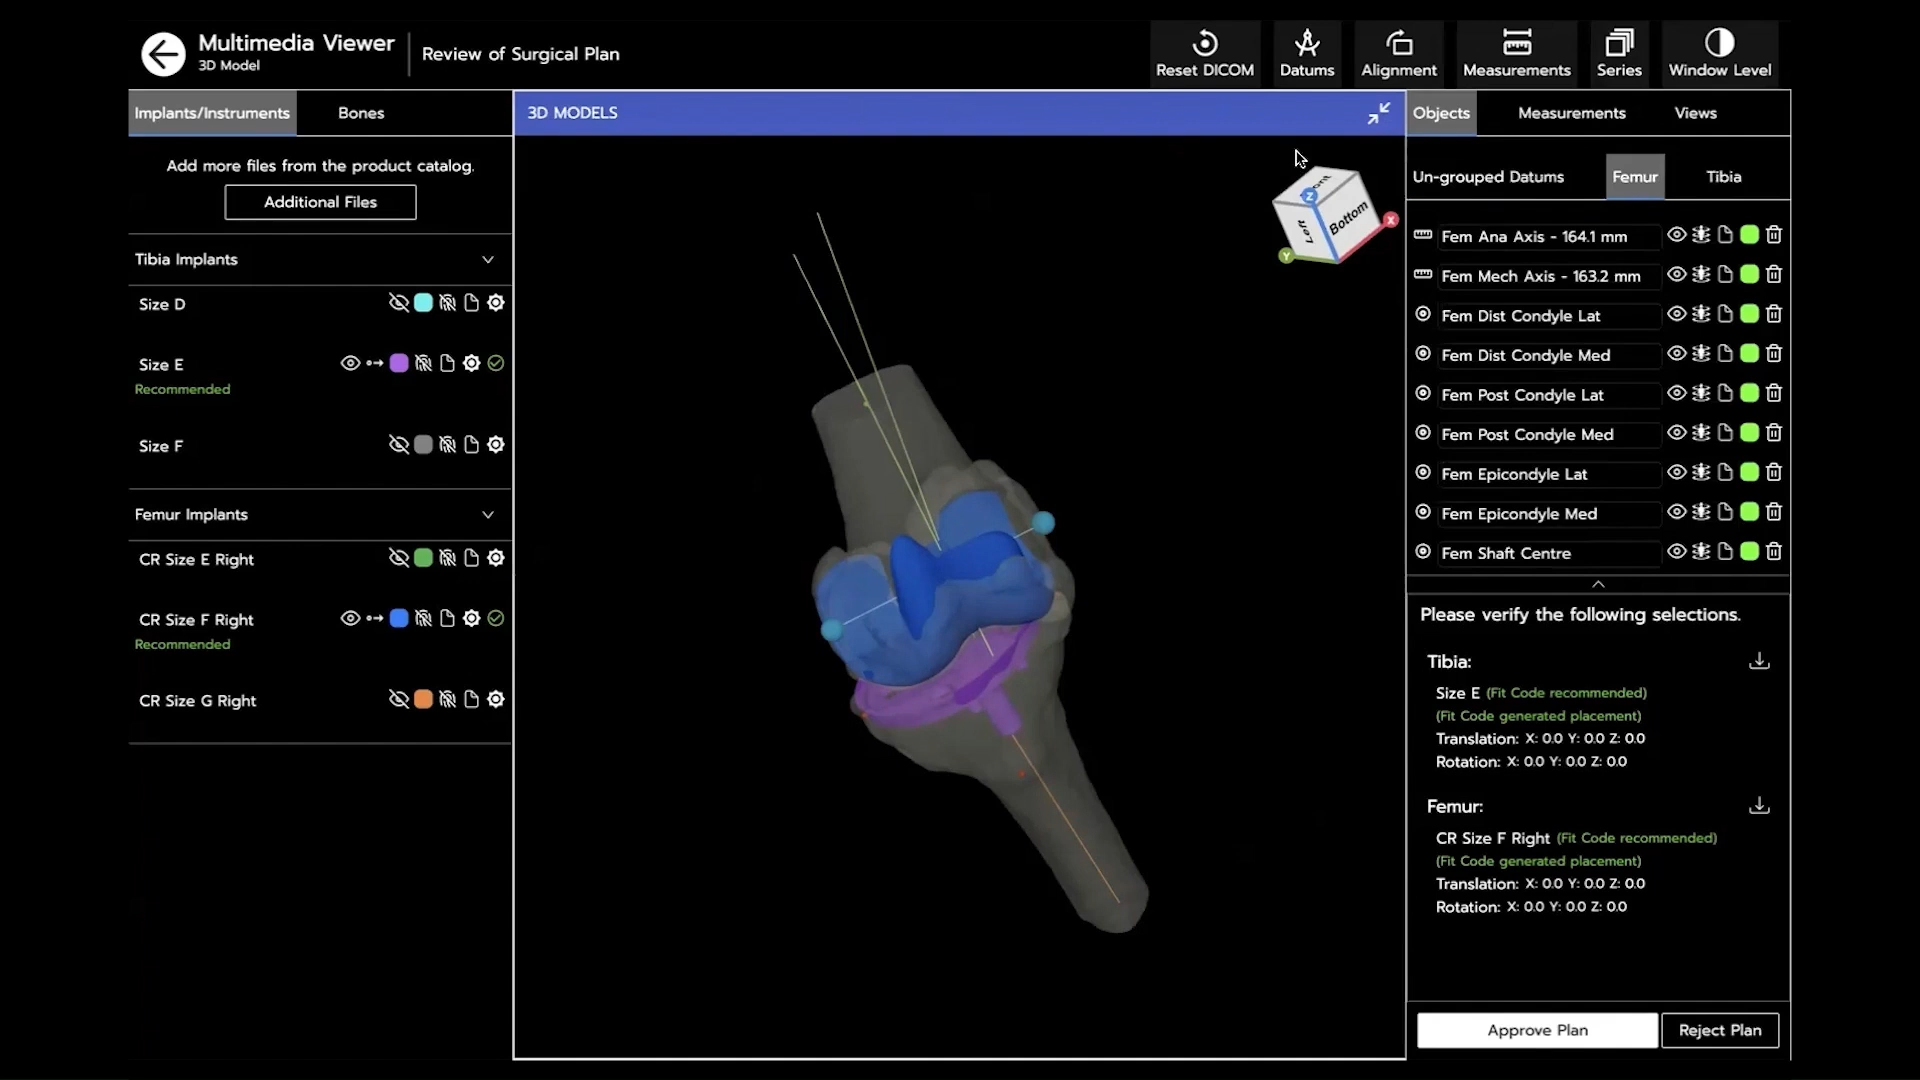 Multimedia Viewer
3D Model
Review of Surgical Plan
Reset DICOM
Datums
Alignment
Measurements
Series
Window Level
Implants/Instruments
Bones
Add more files from the product catalog.
Additional Files
Tibia Implants
Size D
Size E
Recommended
Size F
Femur Implants
CR Size E Right
CR Size F Right
Recommended
CR Size G Right
3D MODELS
Left
Bottom
Z
X
Y
Objects
Measurements
Views
Un-grouped Datums
Femur
Tibia
Fem Ana Axis - 164.1 mm
Fem Mech Axis - 163.2 mm
Fem Dist Condyle Lat
Fem Dist Condyle Med
Fem Post Condyle Lat
Fem Post Condyle Med
Fem Epicondyle Lat
Fem Epicondyle Med
Fem Shaft Centre
Please verify the following selections.
Tibia:
Size E (Fit Code recommended)
(Fit Code generated placement)
Translation: X: 0.0 Y: 0.0 Z: 0.0
Rotation: X: 0.0 Y: 0.0 Z: 0.0
Femur:
CR Size F Right (Fit Code recommended)
(Fit Code generated placement)
Translation: X: 0.0 Y: 0.0 Z: 0.0
Rotation: X: 0.0 Y: 0.0 Z: 0.0
Approve Plan
Reject Plan